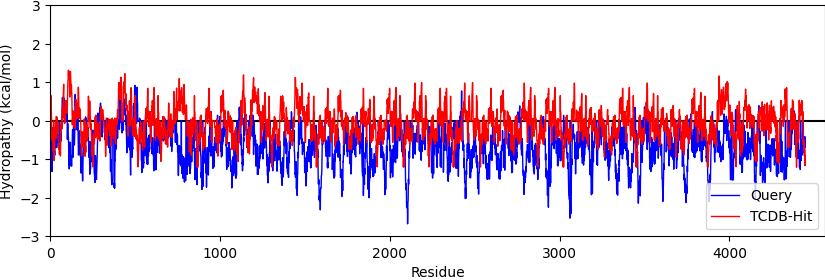 3
2
1
0
−1
−2
−3
Hydropathy (kcal/mol)
Query
TCDB-Hit
0 1000 2000 3000 4000
Residue